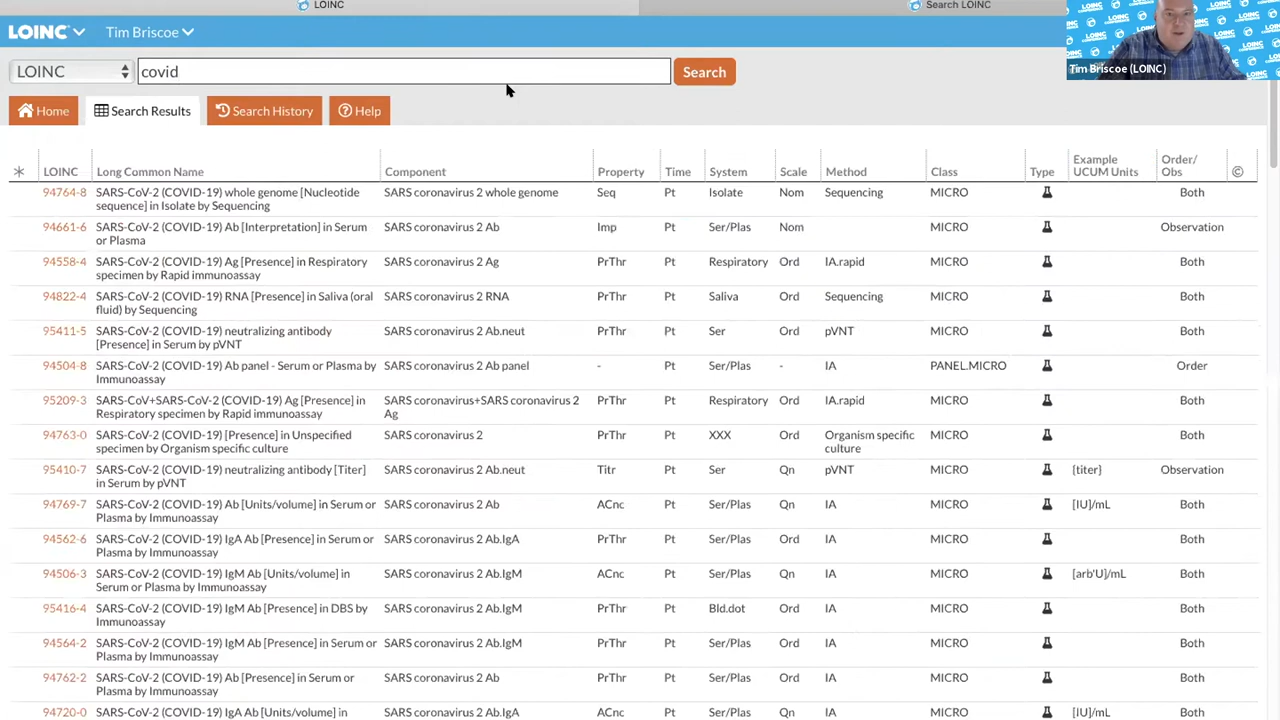 LOINC
Search LOINC
LOINC
Tim Briscoe
Tim Briscoe (LOINC)
LOINC
covid
Search
Home
Search Results
Search History
Help
LOINC Long Common Name Component Property Time System Scale Method Class Type Example UCUM Units Order/ Obs ©
94764-8 SARS-CoV-2 (COVID-19) whole genome [Nucleotide SARS coronavirus 2 whole genome Seq Pt Isolate Nom Sequencing MICRO Both
sequence] in Isolate by Sequencing
94661-6 SARS-CoV-2 (COVID-19) Ab [Interpretation] in Serum SARS coronavirus 2 Ab Imp Pt Ser/Plas Nom MICRO Observation
or Plasma
94558-4 SARS-CoV-2 (COVID-19) Ag [Presence] in Respiratory SARS coronavirus 2 Ag PrThr Pt Respiratory Ord IA.rapid MICRO Both
specimen by Rapid immunoassay
94822-4 SARS-CoV-2 (COVID-19) RNA [Presence] in Saliva (oral SARS coronavirus 2 RNA PrThr Pt Saliva Ord Sequencing MICRO Both
fluid) by Sequencing
95411-5 SARS-CoV-2 (COVID-19) neutralizing antibody SARS coronavirus 2 Ab.neut PrThr Pt Ser Ord pVNT MICRO Both
[Presence] in Serum by pVNT
94504-8 SARS-CoV-2 (COVID-19) Ab panel - Serum or Plasma by SARS coronavirus 2 Ab panel - Pt Ser/Plas - IA PANEL.MICRO Order
Immunoassay
95209-3 SARS-CoV+SARS-CoV-2 (COVID-19) Ag [Presence] in SARS coronavirus+SARS coronavirus 2 PrThr Pt Respiratory Ord IA.rapid MICRO Both
Respiratory specimen by Rapid immunoassay Ag
94763-0 SARS-CoV-2 (COVID-19) [Presence] in Unspecified SARS coronavirus 2 PrThr Pt XXX Ord Organism specific MICRO Both
specimen by Organism specific culture culture
95410-7 SARS-CoV-2 (COVID-19) neutralizing antibody [Titer] SARS coronavirus 2 Ab.neut Titr Pt Ser Qn pVNT MICRO {titer} Observation
in Serum by pVNT
94769-7 SARS-CoV-2 (COVID-19) Ab [Units/volume] in Serum or SARS coronavirus 2 Ab ACnc Pt Ser/Plas Qn IA MICRO [IU]/mL Both
Plasma by Immunoassay
94562-6 SARS-CoV-2 (COVID-19) IgA Ab [Presence] in Serum or SARS coronavirus 2 Ab.IgA PrThr Pt Ser/Plas Ord IA MICRO Both
Plasma by Immunoassay
94506-3 SARS-CoV-2 (COVID-19) IgM Ab [Units/volume] in SARS coronavirus 2 Ab.IgM ACnc Pt Ser/Plas Qn IA MICRO [arb'U]/mL Both
Serum or Plasma by Immunoassay
95416-4 SARS-CoV-2 (COVID-19) IgM Ab [Presence] in DBS by SARS coronavirus 2 Ab.IgM PrThr Pt Bld.dot Ord IA MICRO Both
Immunoassay
94564-2 SARS-CoV-2 (COVID-19) IgM Ab [Presence] in Serum or SARS coronavirus 2 Ab.IgM PrThr Pt Ser/Plas Ord IA MICRO Both
Plasma by Immunoassay
94762-2 SARS-CoV-2 (COVID-19) Ab [Presence] in Serum or SARS coronavirus 2 Ab PrThr Pt Ser/Plas Ord IA MICRO Both
Plasma by Immunoassay
94720-0 SARS-CoV-2 (COVID-19) IgA Ab [Units/volume] in SARS coronavirus 2 Ab.IgA ACnc Pt Ser/Plas Qn IA MICRO [IU]/mL Both